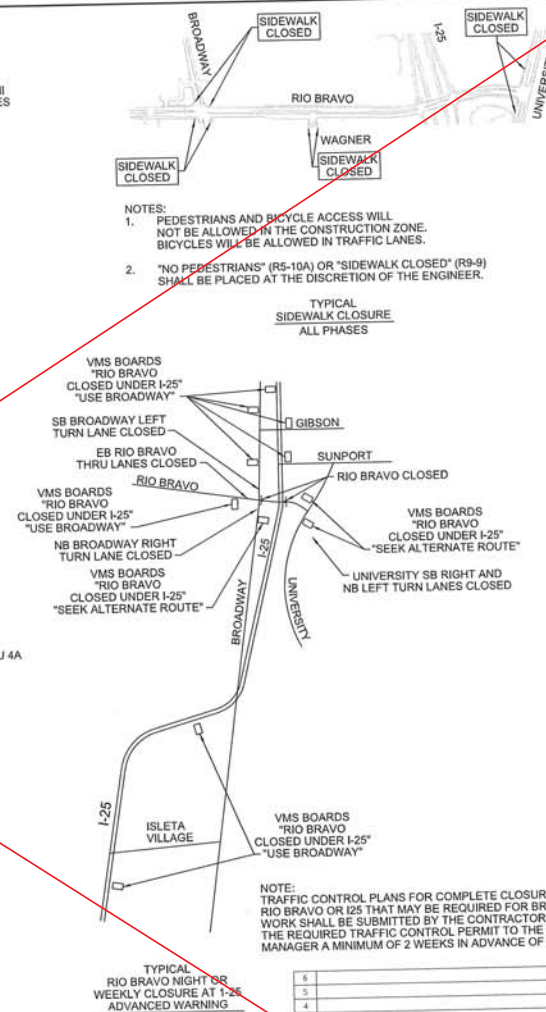 SIDEWALK
CLOSED
SIDEWALK
CLOSED
BROADWAY
I-25
RIO BRAVO
WAGNER
SIDEWALK
CLOSED
SIDEWALK
CLOSED
NOTES:
1. PEDESTRIANS AND BICYCLE ACCESS WILL
NOT BE ALLOWED IN THE CONSTRUCTION ZONE.
BICYCLES WILL BE ALLOWED IN TRAFFIC LANES.
2. "NO PEDESTRIANS" (R5-10A) OR "SIDEWALK CLOSED" (R9-9)
SHALL BE PLACED AT THE DISCRETION OF THE ENGINEER.
TYPICAL
SIDEWALK CLOSURE
ALL PHASES
VMS BOARDS
"RIO BRAVO
CLOSED UNDER I-25"
"USE BROADWAY"
GIBSON
SB BROADWAY LEFT
TURN LANE CLOSED
SUNPORT
EB RIO BRAVO
THRU LANES CLOSED
RIO BRAVO CLOSED
RIO BRAVO
VMS BOARDS
"RIO BRAVO
CLOSED UNDER I-25"
"USE BROADWAY"
VMS BOARDS
"RIO BRAVO
CLOSED UNDER I-25"
"SEEK ALTERNATE ROUTE"
NB BROADWAY RIGHT
TURN LANE CLOSED
I-25
VMS BOARDS
"RIO BRAVO
CLOSED UNDER I-25"
"SEEK ALTERNATE ROUTE"
UNIVERSITY SB RIGHT AND
NB LEFT TURN LANES CLOSED
BROADWAY
UNIVERSITY
4A
I-25
ISLETA
VILLAGE
VMS BOARDS
"RIO BRAVO
CLOSED UNDER I-25"
"USE BROADWAY"
NOTE:
TRAFFIC CONTROL PLANS FOR COMPLETE CLOSUR
RIO BRAVO OR I25 THAT MAY BE REQUIRED FOR BR
WORK SHALL BE SUBMITTED BY THE CONTRACTOR
THE REQUIRED TRAFFIC CONTROL PERMIT TO THE
MANAGER A MINIMUM OF 2 WEEKS IN ADVANCE OF
TYPICAL
RIO BRAVO NIGHT OR
WEEKLY CLOSURE AT 1-25
ADVANCED WARNING
6
5
4